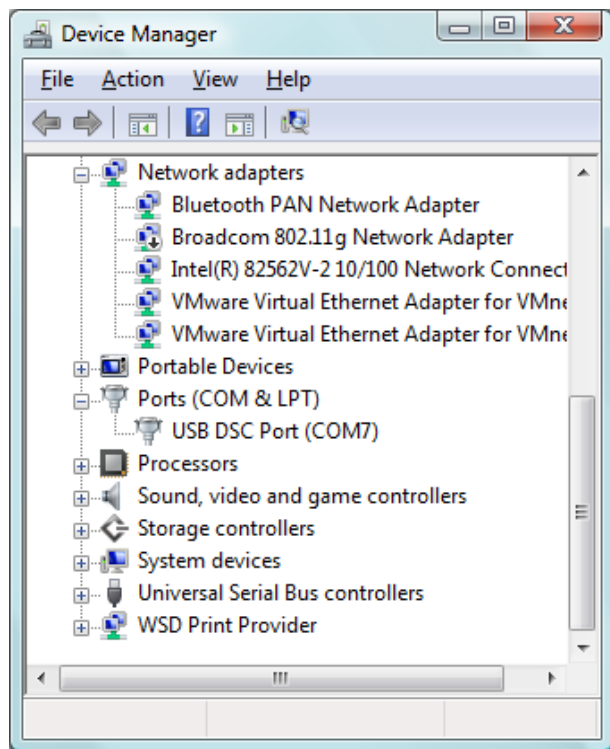 Device Manager
File Action View Help
Network adapters
Bluetooth PAN Network Adapter
Broadcom 802.11g Network Adapter
Intel(R) 82562V-2 10/100 Network Connect
VMware Virtual Ethernet Adapter for VMne
VMware Virtual Ethernet Adapter for VMne
Portable Devices
Ports (COM & LPT)
USB DSC Port (COM7)
Processors
Sound, video and game controllers
Storage controllers
System devices
Universal Serial Bus controllers
WSD Print Provider